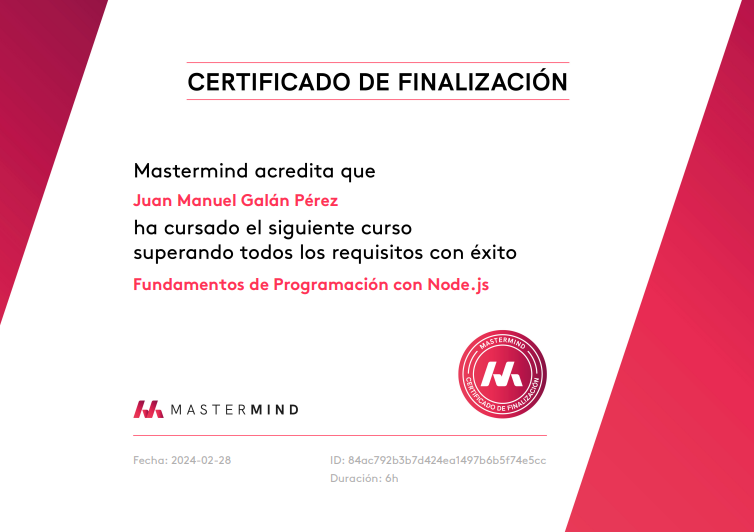 CERTIFICADO DE FINALIZACIÓN
Mastermind acredita que
Juan Manuel Galán Pérez
ha cursado el siguiente curso
superando todos los requisitos con éxito
Fundamentos de Programación con Node.js
MASTERMIND
CERTIFICADO DE FINALIZACIÓN
MASTERMIND
Fecha: 2024-02-28
ID: 84ac792b3b7d424ea1497b6b5f74e5cc
Duración: 6h